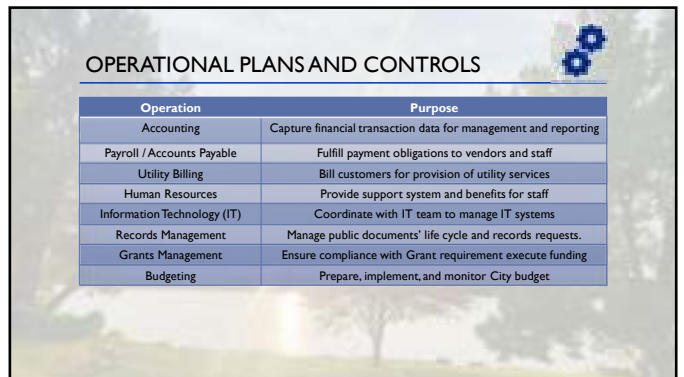 OPERATIONAL PLANS AND CONTROLS
Operation Purpose
Accounting Capture financial transaction data for management and reporting
Payroll / Accounts Payable Fulfill payment obligations to vendors and staff
Utility Billing Bill customers for provision of utility services
Human Resources Provide support system and benefits for staff
Information Technology (IT) Coordinate with IT team to manage IT systems
Records Management Manage public documents' life cycle and records requests.
Grants Management Ensure compliance with Grant requirement execute funding
Budgeting Prepare, implement, and monitor City budget